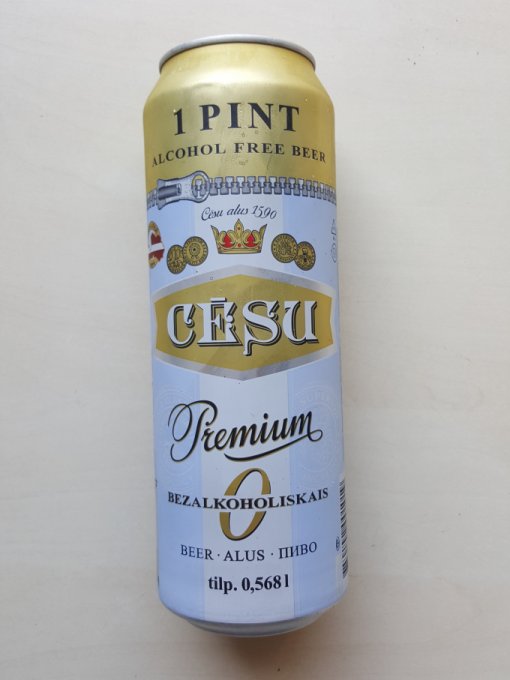 1 PINT
ALCOHOL FREE BEER
Cēsu alus 1590
CĒSU
Premium
0
BEZALKOHOLISKAIS
BEER · ALUS · ПИВО
tilp. 0,568 l